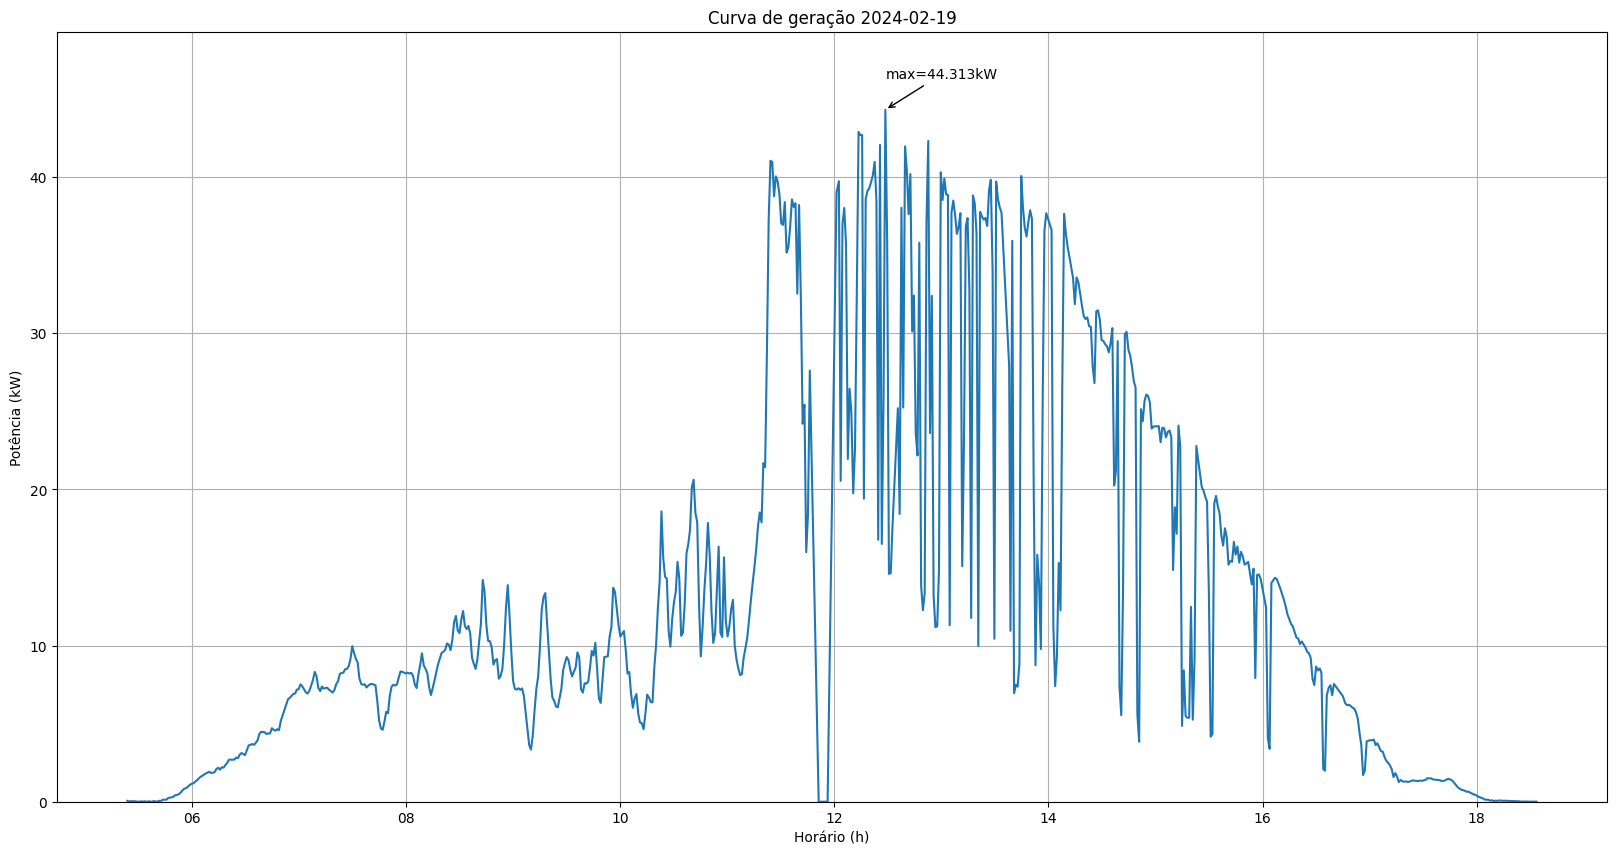 Curva de geração 2024-02-19
max=44.313kW
Potência (kW)
40
30
20
10
0
06 08 10 12 14 16 18
Horário (h)